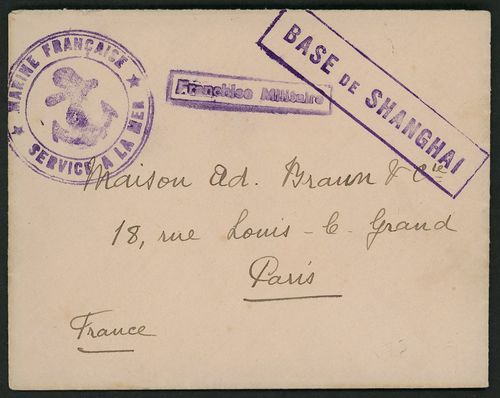 ★ MARINE FRANÇAISE ★
SERVICE A LA MER
Franchise Militaire
BASE DE SHANGHAI
Maison Ad. Braun & Cie
18, rue Louis-le-Grand
Paris
France